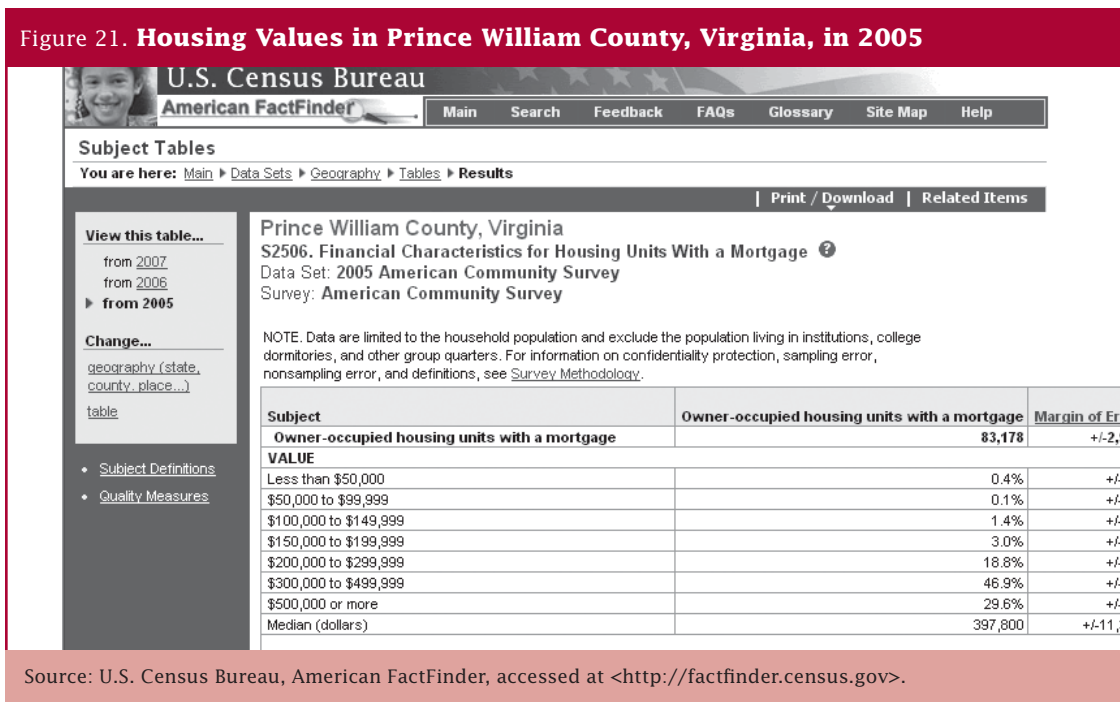 Figure 21. Housing Values in Prince William County, Virginia, in 2005
U.S. Census Bureau
American FactFinder
Main Search Feedback FAQs Glossary Site Map Help
Subject Tables
You are here: Main Data Sets Geography Tables Results
| Print / Download | Related Items
View this table...
from 2007
from 2006
from 2005
Change...
geography (state,
county, place...)
table
Subject Definitions
Quality Measures
Prince William County, Virginia
S2506. Financial Characteristics for Housing Units With a Mortgage ?
Data Set: 2005 American Community Survey
Survey: American Community Survey
NOTE. Data are limited to the household population and exclude the population living in institutions, college
dormitories, and other group quarters. For information on confidentiality protection, sampling error,
nonsampling error, and definitions, see Survey Methodology.
Subject Owner-occupied housing units with a mortgage Margin of Er
Owner-occupied housing units with a mortgage 83,178 +/-2,
VALUE
Less than $50,000 0.4% +/-
$50,000 to $99,999 0.1% +/-
$100,000 to $149,999 1.4% +/-
$150,000 to $199,999 3.0% +/-
$200,000 to $299,999 18.8% +/-
$300,000 to $499,999 46.9% +/-
$500,000 or more 29.6% +/-
Median (dollars) 397,800 +/-11,
Source: U.S. Census Bureau, American FactFinder, accessed at <http://factfinder.census.gov>.